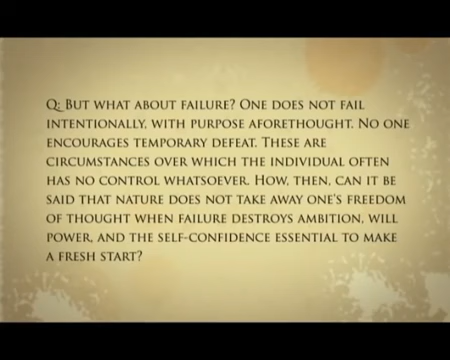 Q: But what about failure? One does not fail
intentionally, with purpose aforethought. No one
encourages temporary defeat. These are
circumstances over which the individual often
has no control whatsoever. How, then, can it be
said that nature does not take away one's freedom
of thought when failure destroys ambition, will
power, and the self-confidence essential to make
a fresh start?